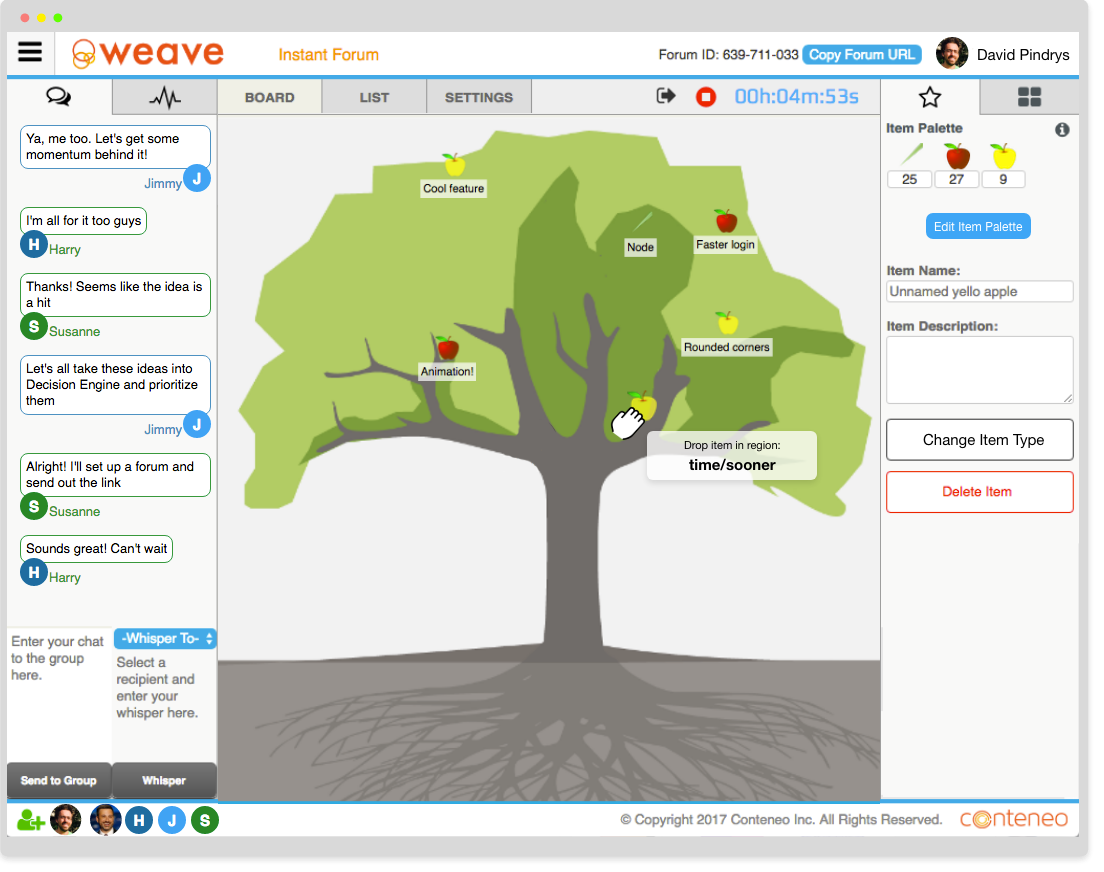 weave
Instant Forum
Forum ID: 639-711-033
Copy Forum URL
David Pindrys
BOARD
LIST
SETTINGS
00h:04m:53s
Ya, me too. Let's get some
momentum behind it!
Jimmy
J
I'm all for it too guys
H
Harry
Thanks! Seems like the idea is
a hit
S
Susanne
Let's all take these ideas into
Decision Engine and prioritize
them
Jimmy
J
Alright! I'll set up a forum and
send out the link
S
Susanne
Sounds great! Can't wait
H
Harry
Enter your chat
to the group
here.
-Whisper To-
Select a
recipient and
enter your
whisper here.
Send to Group
Whisper
Cool feature
Node
Faster login
Rounded corners
Animation!
Drop item in region:
time/sooner
Item Palette
25
27
9
Edit Item Palette
Item Name:
Unnamed yello apple
Item Description:
Change Item Type
Delete Item
H
J
S
© Copyright 2017 Conteneo Inc. All Rights Reserved.
conteneo